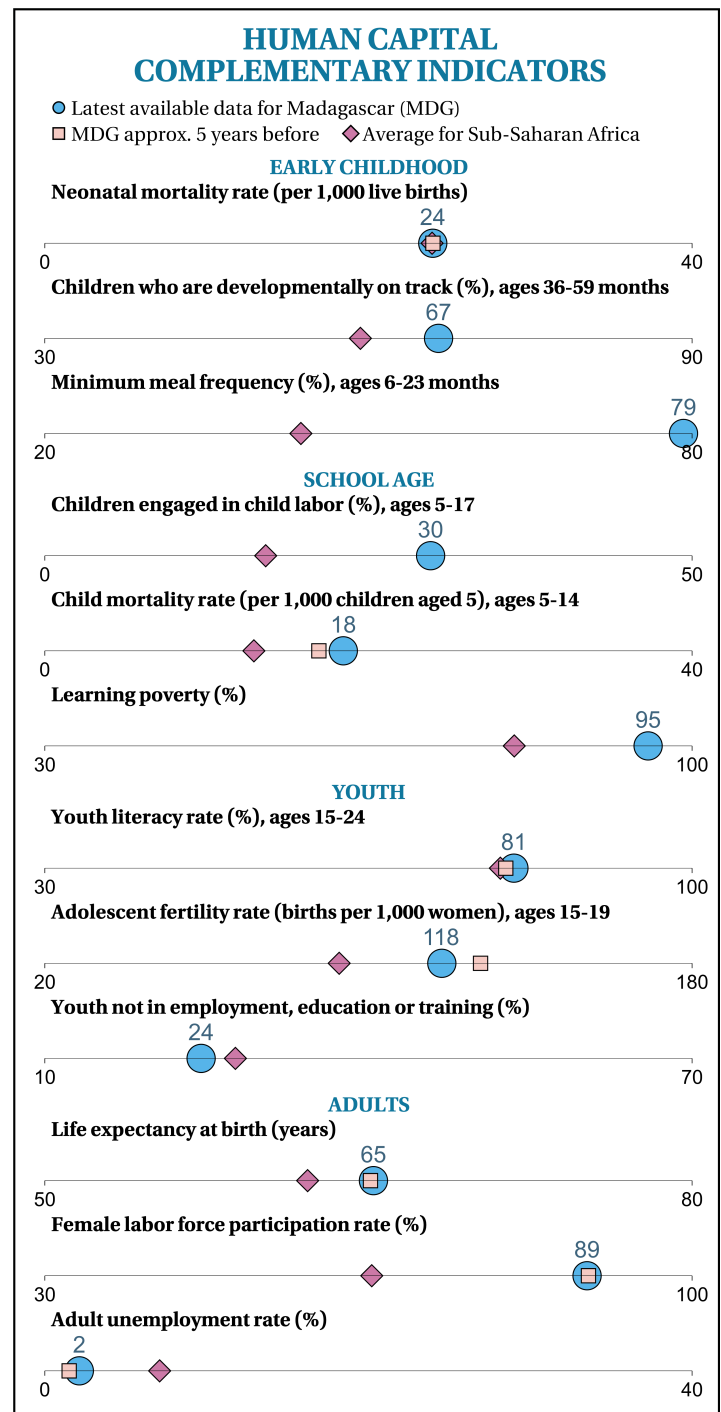 HUMAN CAPITAL
COMPLEMENTARY INDICATORS
Latest available data for Madagascar (MDG)
MDG approx. 5 years before Average for Sub-Saharan Africa
EARLY CHILDHOOD
Neonatal mortality rate (per 1,000 live births)
24
0 40
Children who are developmentally on track (%), ages 36-59 months
67
30 90
Minimum meal frequency (%), ages 6-23 months
79
20 80
SCHOOL AGE
Children engaged in child labor (%), ages 5-17
30
0 50
Child mortality rate (per 1,000 children aged 5), ages 5-14
18
0 40
Learning poverty (%)
95
30 100
YOUTH
Youth literacy rate (%), ages 15-24
81
30 100
Adolescent fertility rate (births per 1,000 women), ages 15-19
118
20 180
Youth not in employment, education or training (%)
24
10 70
ADULTS
Life expectancy at birth (years)
65
50 80
Female labor force participation rate (%)
89
30 100
Adult unemployment rate (%)
2
0 40